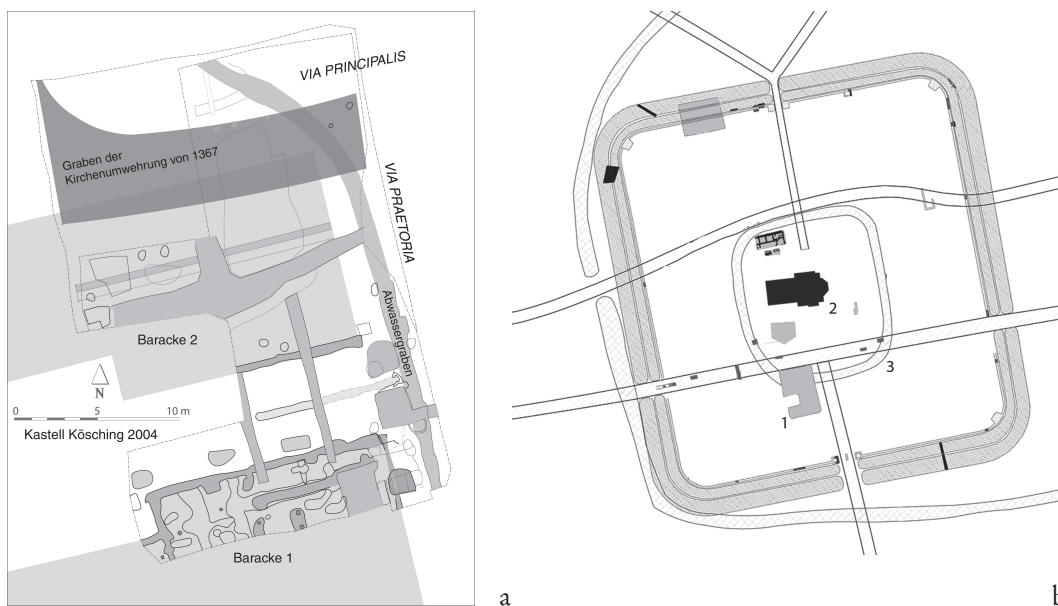 VIA PRINCIPALIS
Graben der
Kirchenumwehrung von 1367
VIA PRAETORIA
Abwassergraben
Baracke 2
N
0 5 10 m
Kastell Kösching 2004
Baracke 1
a
2
3
1
b